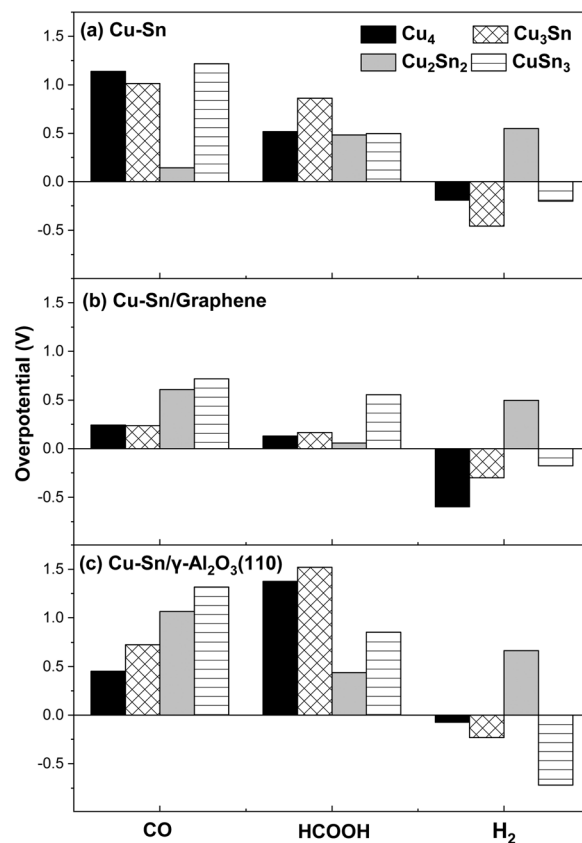 (a) Cu-Sn
Cu₄ Cu₃Sn
Cu₂Sn₂ CuSn₃
1.5
1.0
0.5
0.0
-0.5
(b) Cu-Sn/Graphene
1.5
1.0
0.5
0.0
-0.5
Overpotential (V)
(c) Cu-Sn/γ-Al₂O₃(110)
1.5
1.0
0.5
0.0
-0.5
CO HCOOH H₂